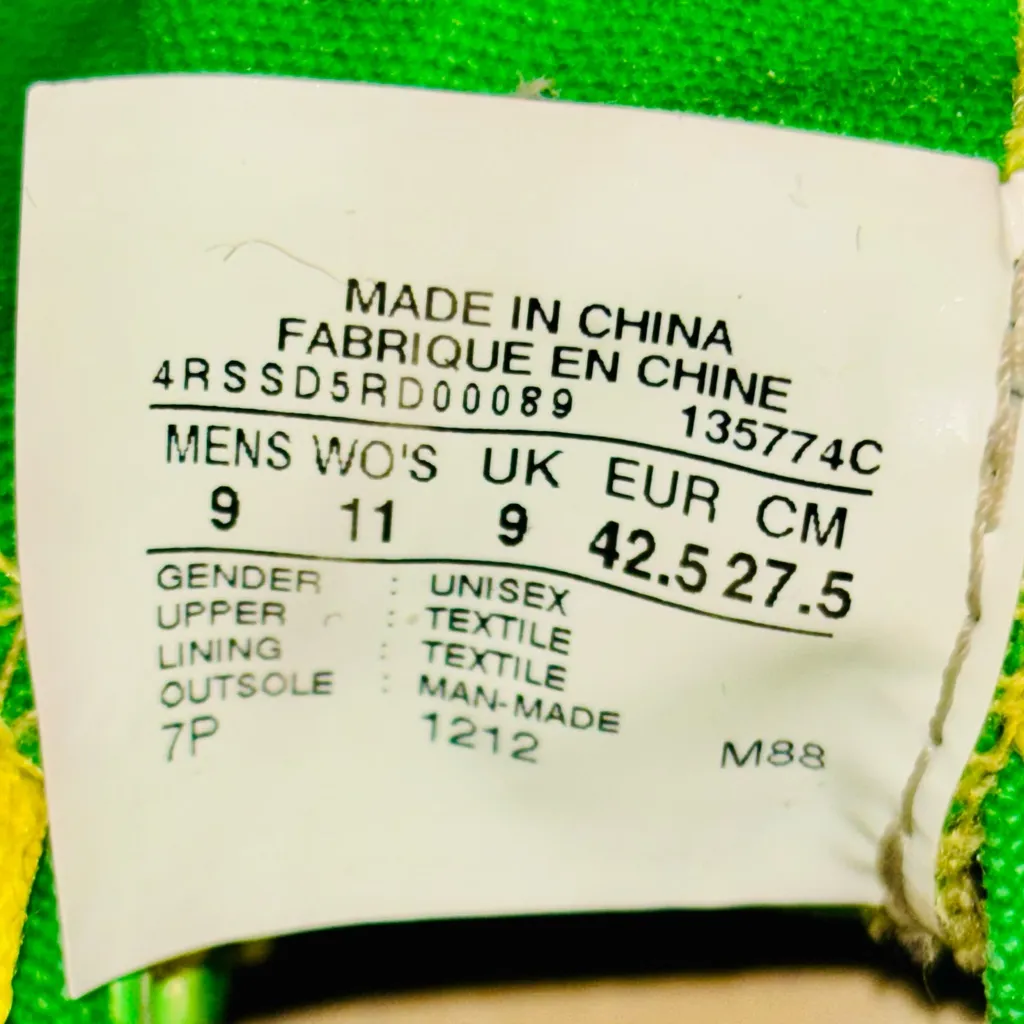 MADE IN CHINA
FABRIQUE EN CHINE
4RSSD5RD00089 135774C
MENS WO'S UK EUR CM
9 11 9 42.5 27.5
GENDER : UNISEX
UPPER : TEXTILE
LINING : TEXTILE
OUTSOLE : MAN-MADE
7P 1212 M88